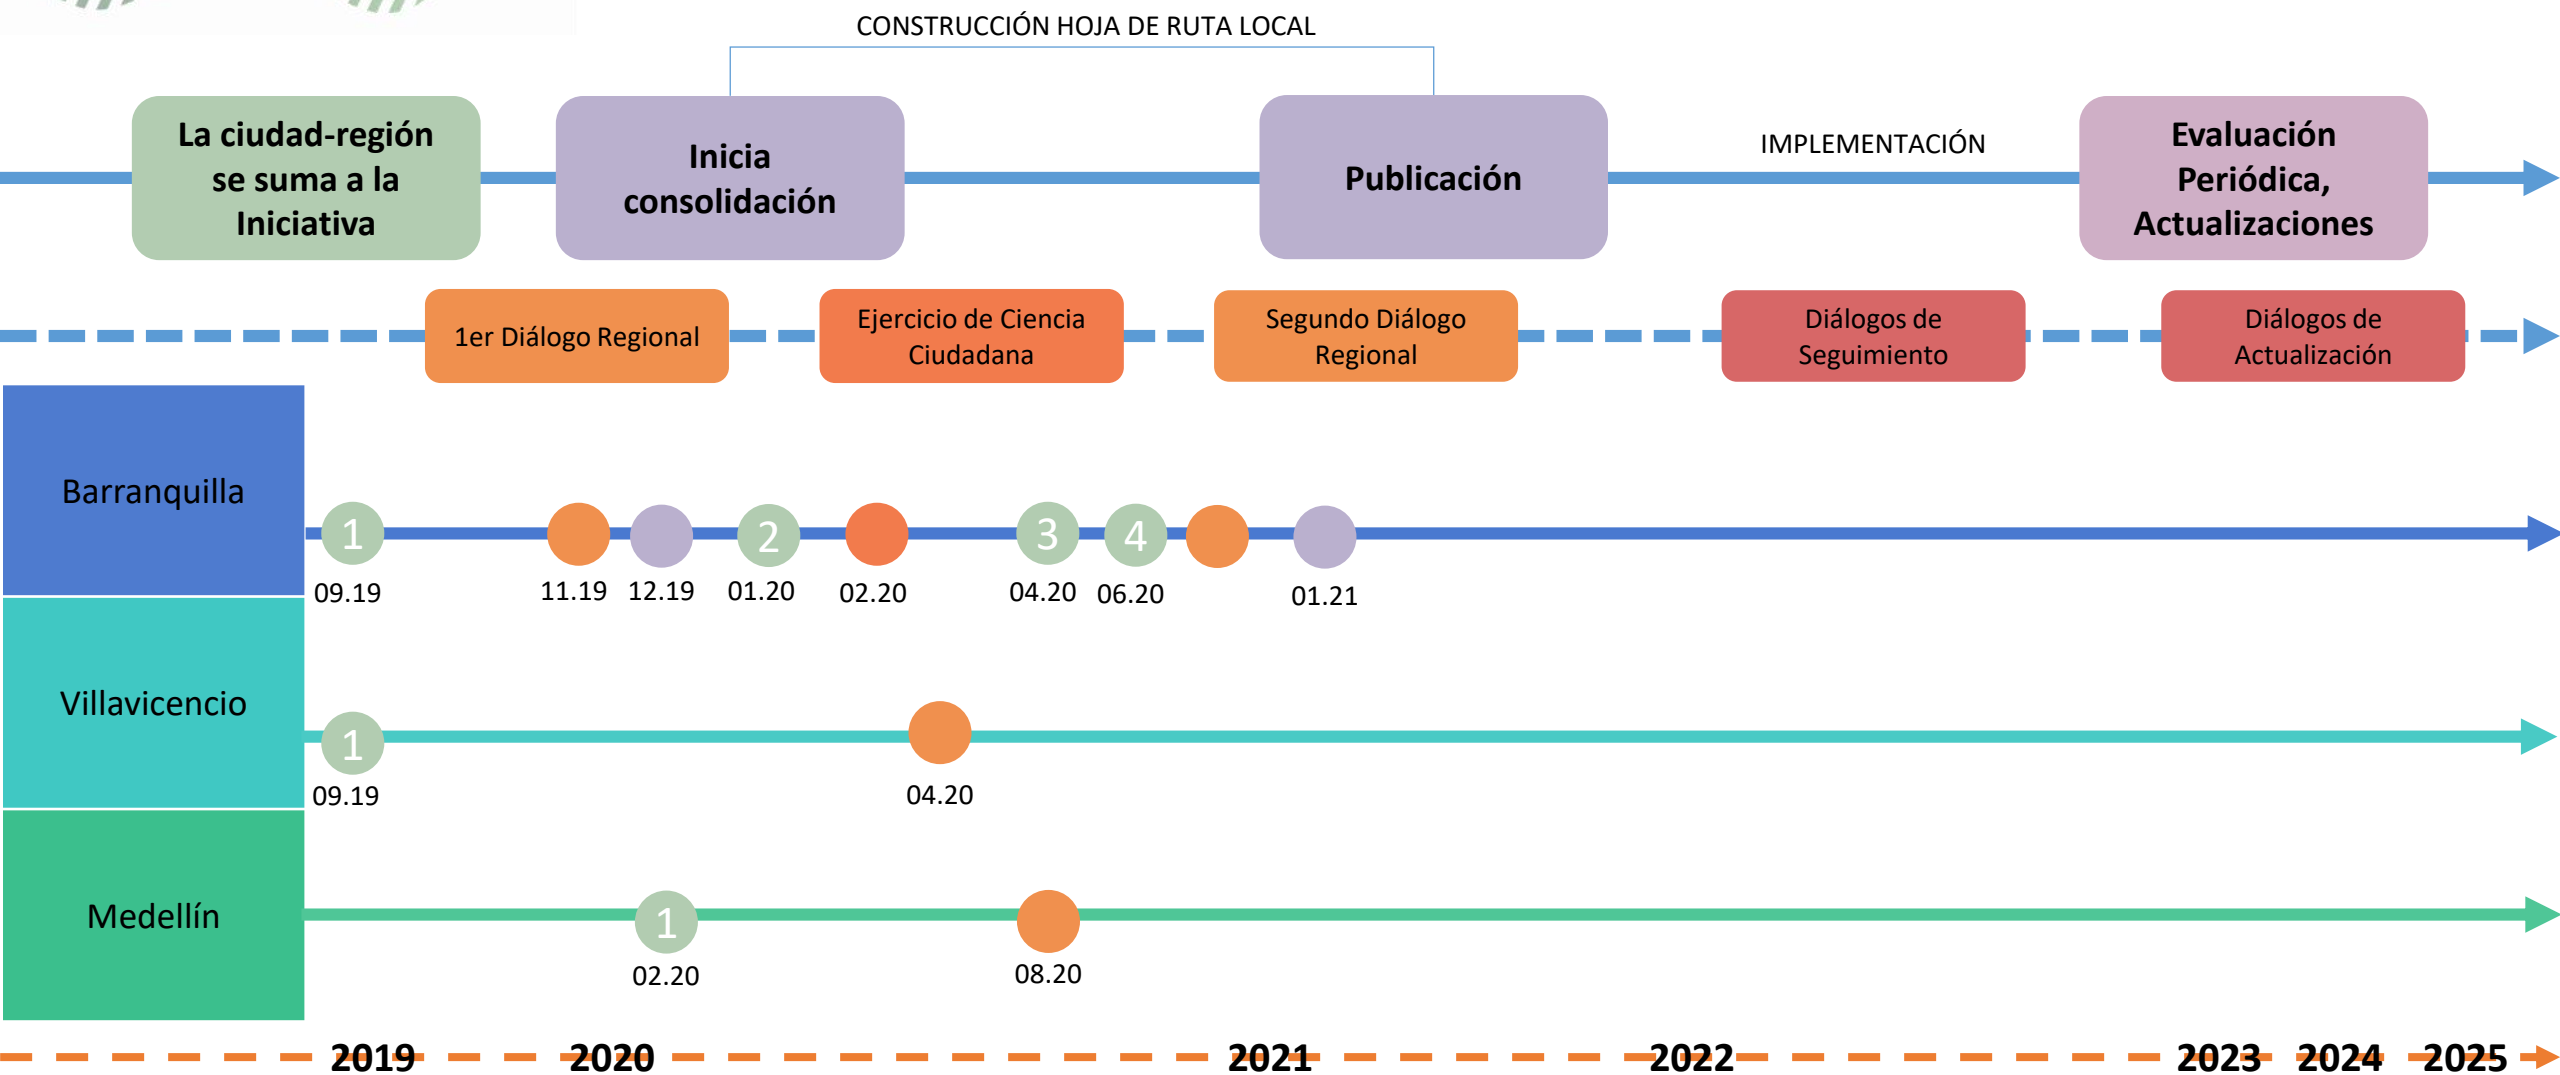 CONSTRUCCIÓN HOJA DE RUTA LOCAL
La ciudad-región
se suma a la
Iniciativa
Inicia
consolidación
Publicación
IMPLEMENTACIÓN
Evaluación
Periódica,
Actualizaciones
1er Diálogo Regional
Ejercicio de Ciencia
Ciudadana
Segundo Diálogo
Regional
Diálogos de
Seguimiento
Diálogos de
Actualización
Barranquilla
1
2
3
4
09.19
11.19
12.19
01.20
02.20
04.20
06.20
01.21
Villavicencio
1
09.19
04.20
Medellín
1
02.20
08.20
2019
2020
2021
2022
2023
2024
2025